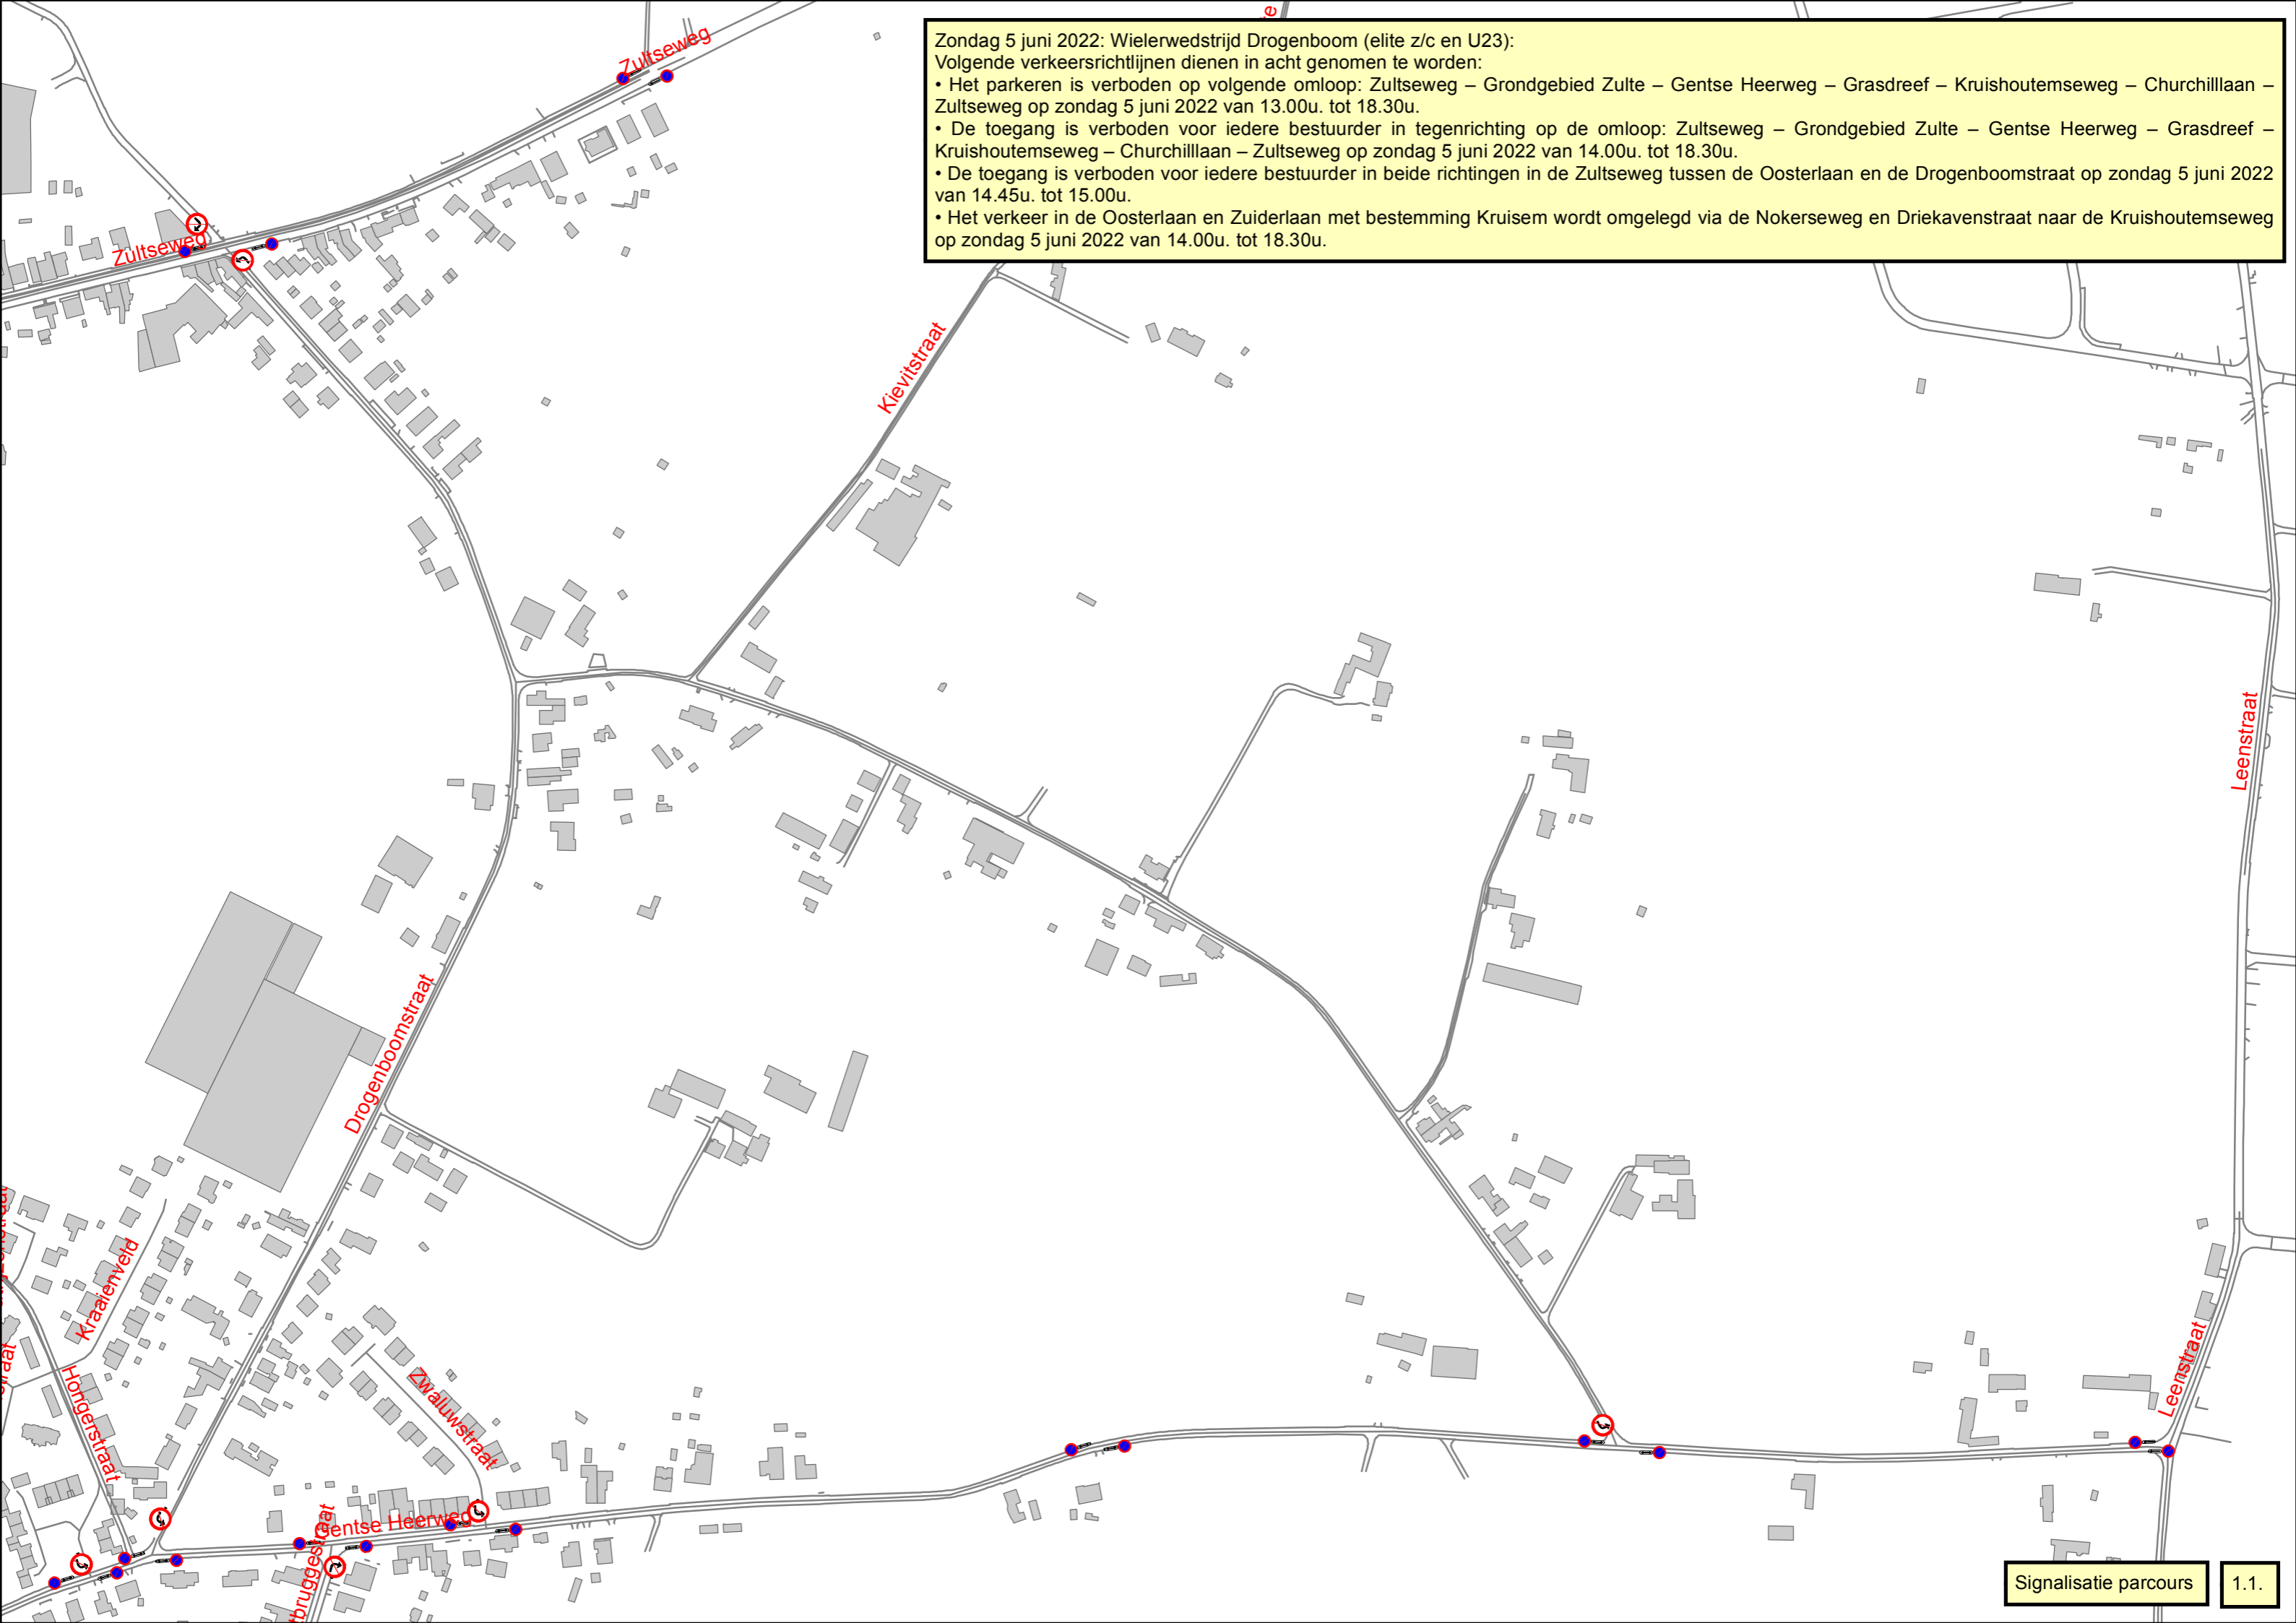 Zondag 5 juni 2022: Wielerwedstrijd Drogenboom (elite z/c en U23):
Volgende verkeersrichtlijnen dienen in acht genomen te worden:
• Het parkeren is verboden op volgende omloop: Zultseweg – Grondgebied Zulte – Gentse Heerweg – Grasdreef – Kruishoutemseweg – Churchilllaan –
Zultseweg op zondag 5 juni 2022 van 13.00u. tot 18.30u.
• De toegang is verboden voor iedere bestuurder in tegenrichting op de omloop: Zultseweg – Grondgebied Zulte – Gentse Heerweg – Grasdreef –
Kruishoutemseweg – Churchilllaan – Zultseweg op zondag 5 juni 2022 van 14.00u. tot 18.30u.
• De toegang is verboden voor iedere bestuurder in beide richtingen in de Zultseweg tussen de Oosterlaan en de Drogenboomstraat op zondag 5 juni 2022
van 14.45u. tot 15.00u.
• Het verkeer in de Oosterlaan en Zuiderlaan met bestemming Kruisem wordt omgelegd via de Nokerseweg en Driekavenstraat naar de Kruishoutemseweg
op zondag 5 juni 2022 van 14.00u. tot 18.30u.
Zultseweg
Zultseweg
Kievitstraat
Leenstraat
Drogenboomstraat
Kraaienveld
Hongerstraat
Zwaluwstraat
Leenstraat
Gentse Heerweg
tbruggestraat
straat
Signalisatie parcours
1.1.